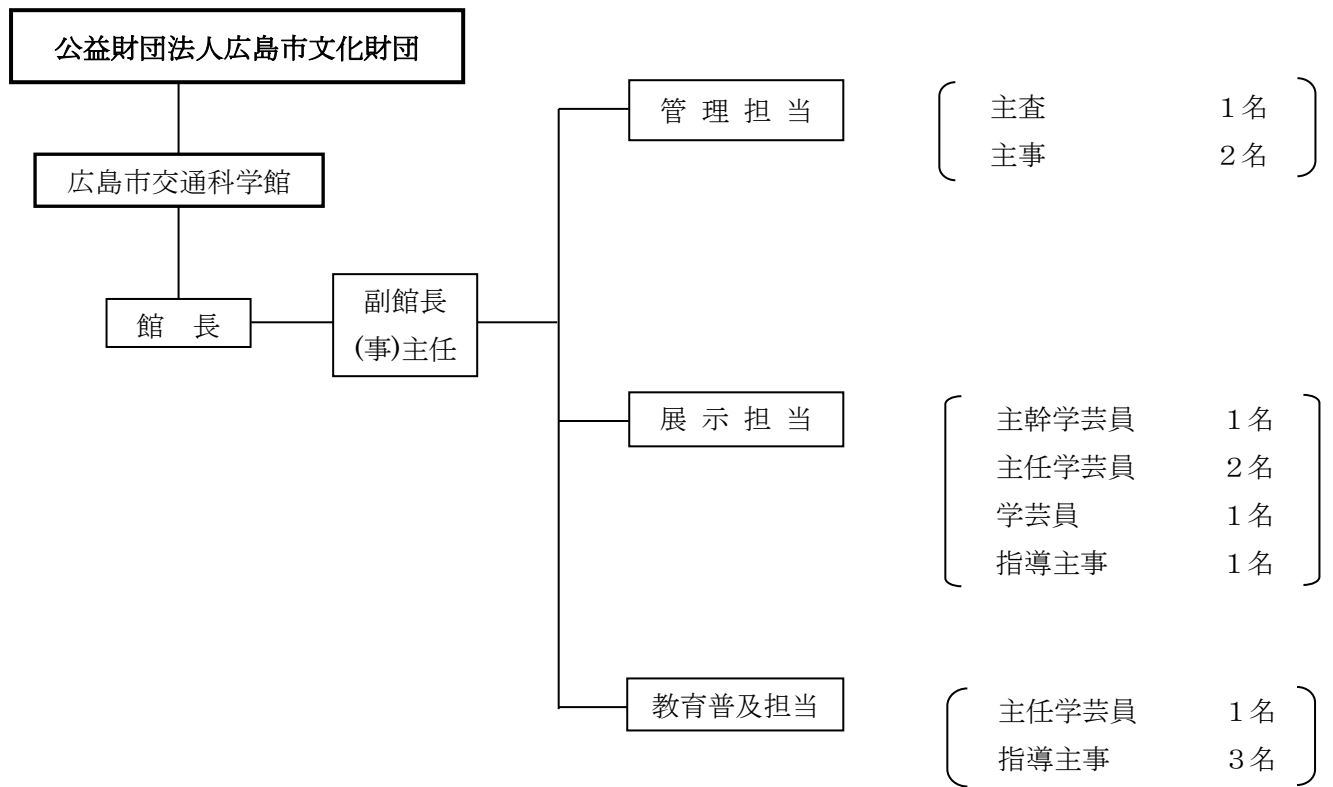 公益財団法人広島市文化財団
広島市交通科学館
館　長
副館長
(事)主任
管 理 担 当
主査　１名
主事　２名
展 示 担 当
主幹学芸員　１名
主任学芸員　２名
学芸員　１名
指導主事　１名
教育普及担当
主任学芸員　１名
指導主事　３名